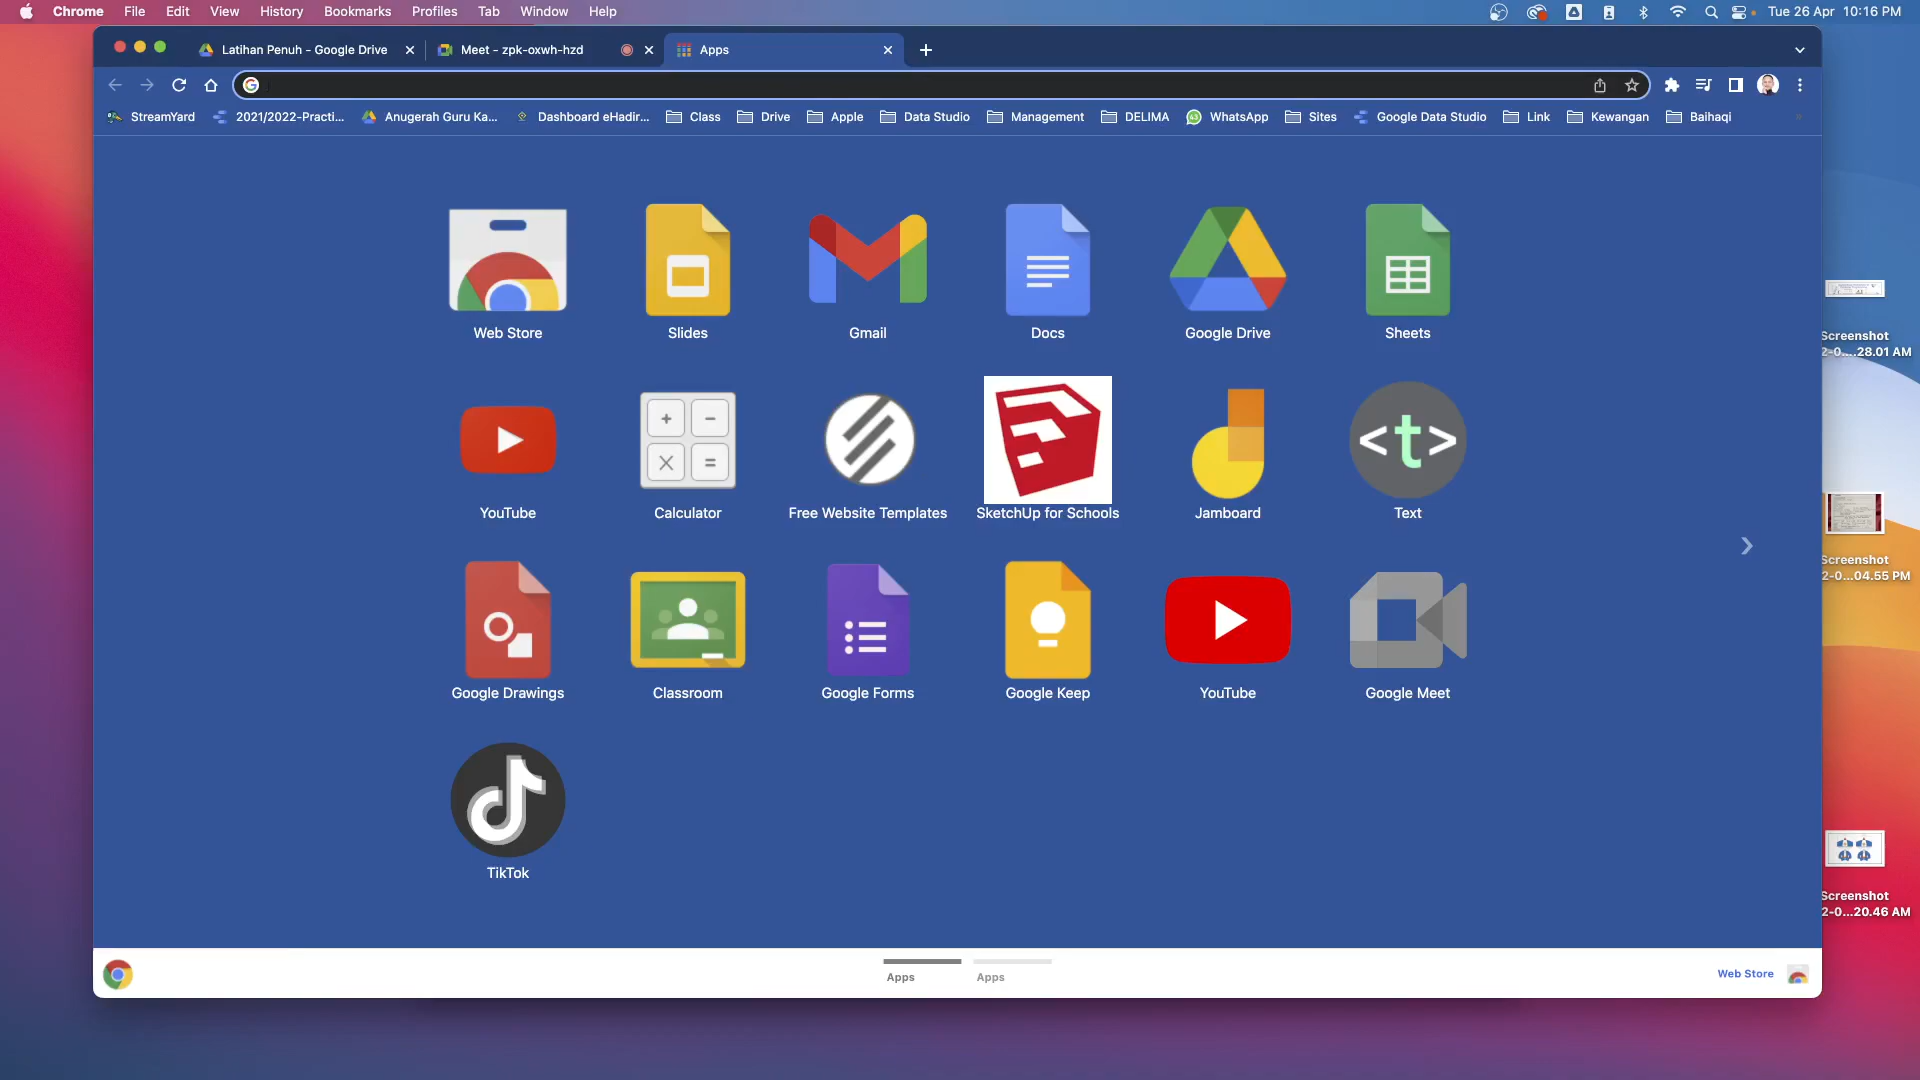 Chrome File Edit View History Bookmarks Profiles Tab Window Help Tue 26 Apr 10:16 PM
Latihan Penuh - Google Drive Meet - zpk-oxwh-hzd Apps
StreamYard 2021/2022-Practi... Anugerah Guru Ka... Dashboard eHadir... Class Drive Apple Data Studio Management DELIMA WhatsApp Sites Google Data Studio Link Kewangan Baihaqi
Web Store Slides Gmail Docs Google Drive Sheets
Screenshot
2-0....28.01 AM
<t>
YouTube Calculator Free Website Templates SketchUp for Schools Jamboard Text
Screenshot
2-0...04.55 PM
Google Drawings Classroom Google Forms Google Keep YouTube Google Meet
TikTok
Screenshot
2-0...20.46 AM
Apps Apps Web Store